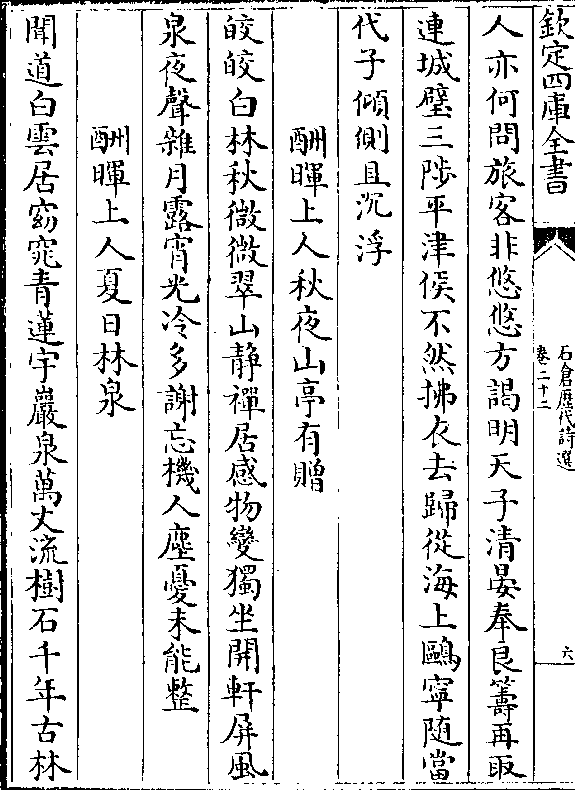 欽定四庫全書
石倉歷代詩選
卷二十二
六
人亦何問旅客非悠悠方謁明天子清晏奉良籌再取
連城璧三陟平津侯不然拂衣去歸從海上鷗寧隨當
代子傾側且沉浮
酬暉上人秋夜山亭有贈
皎皎白林秋微微翠山静禪居感物變獨坐開軒屏風
泉夜聲雜月露宵光冷多謝忘機人塵憂未能整
酬暉上人夏日林泉
聞道白雲居窈窕青蓮宇巖泉萬丈流樹石千年古林